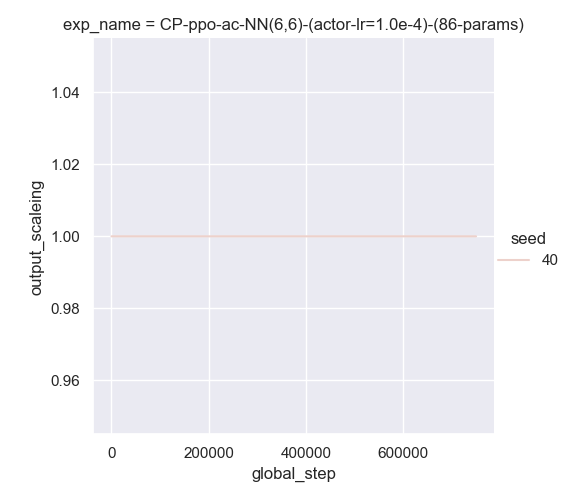 exp_name = CP-ppo-ac-NN(6,6)-(actor-lr=1.0e-4)-(86-params)
1.04
1.02
1.00
0.98
0.96
output_scaleing
0
200000
400000
600000
global_step
seed
40